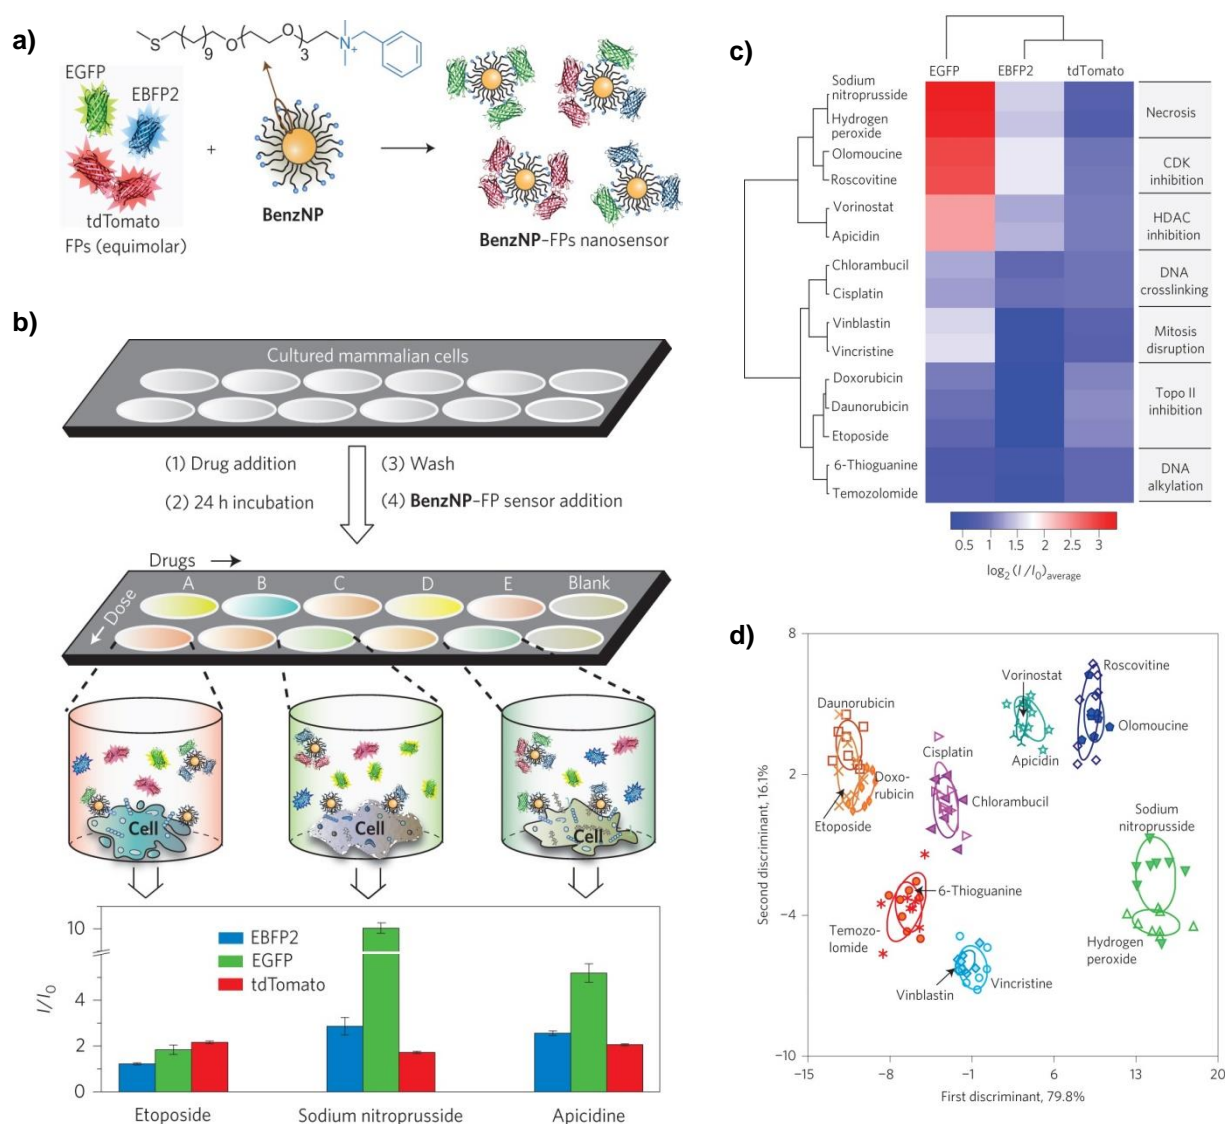 a)
S
9
O
O
3
O
N+
EGFP
EBFP2
+
tdTomato
FPs (equimolar)
BenzNP
BenzNP–FPs nanosensor
b)
Cultured mammalian cells
(1) Drug addition
(3) Wash
(2) 24 h incubation
(4) BenzNP–FP sensor addition
Drugs
Dose
A
B
C
D
E
Blank
Cell
Cell
Cell
I/I0
10
6
4
2
0
EBFP2
EGFP
tdTomato
Etoposide
Sodium nitroprusside
Apicidine
c)
EGFP
EBFP2
tdTomato
Sodium
nitroprusside
Hydrogen
peroxide
Necrosis
Olomoucine
Roscovitine
CDK
inhibition
Vorinostat
Apicidin
HDAC
inhibition
Chlorambucil
Cisplatin
DNA
crosslinking
Vinblastin
Vincristine
Mitosis
disruption
Doxorubicin
Daunorubicin
Etoposide
Topo II
inhibition
6-Thioguanine
Temozolomide
DNA
alkylation
0.5 1 1.5 2 2.5 3
log2 (I/I0)average
d)
Second discriminant, 16.1%
8
2
−4
−10
Daunorubicin
Doxo-
rubicin
Etoposide
Cisplatin
Chlorambucil
Vorinostat
Apicidin
Roscovitine
Olomoucine
Sodium
nitroprusside
Hydrogen
peroxide
6-Thioguanine
Temozo-
lomide
Vinblastin
Vincristine
−15 −8 −1 6 13 20
First discriminant, 79.8%